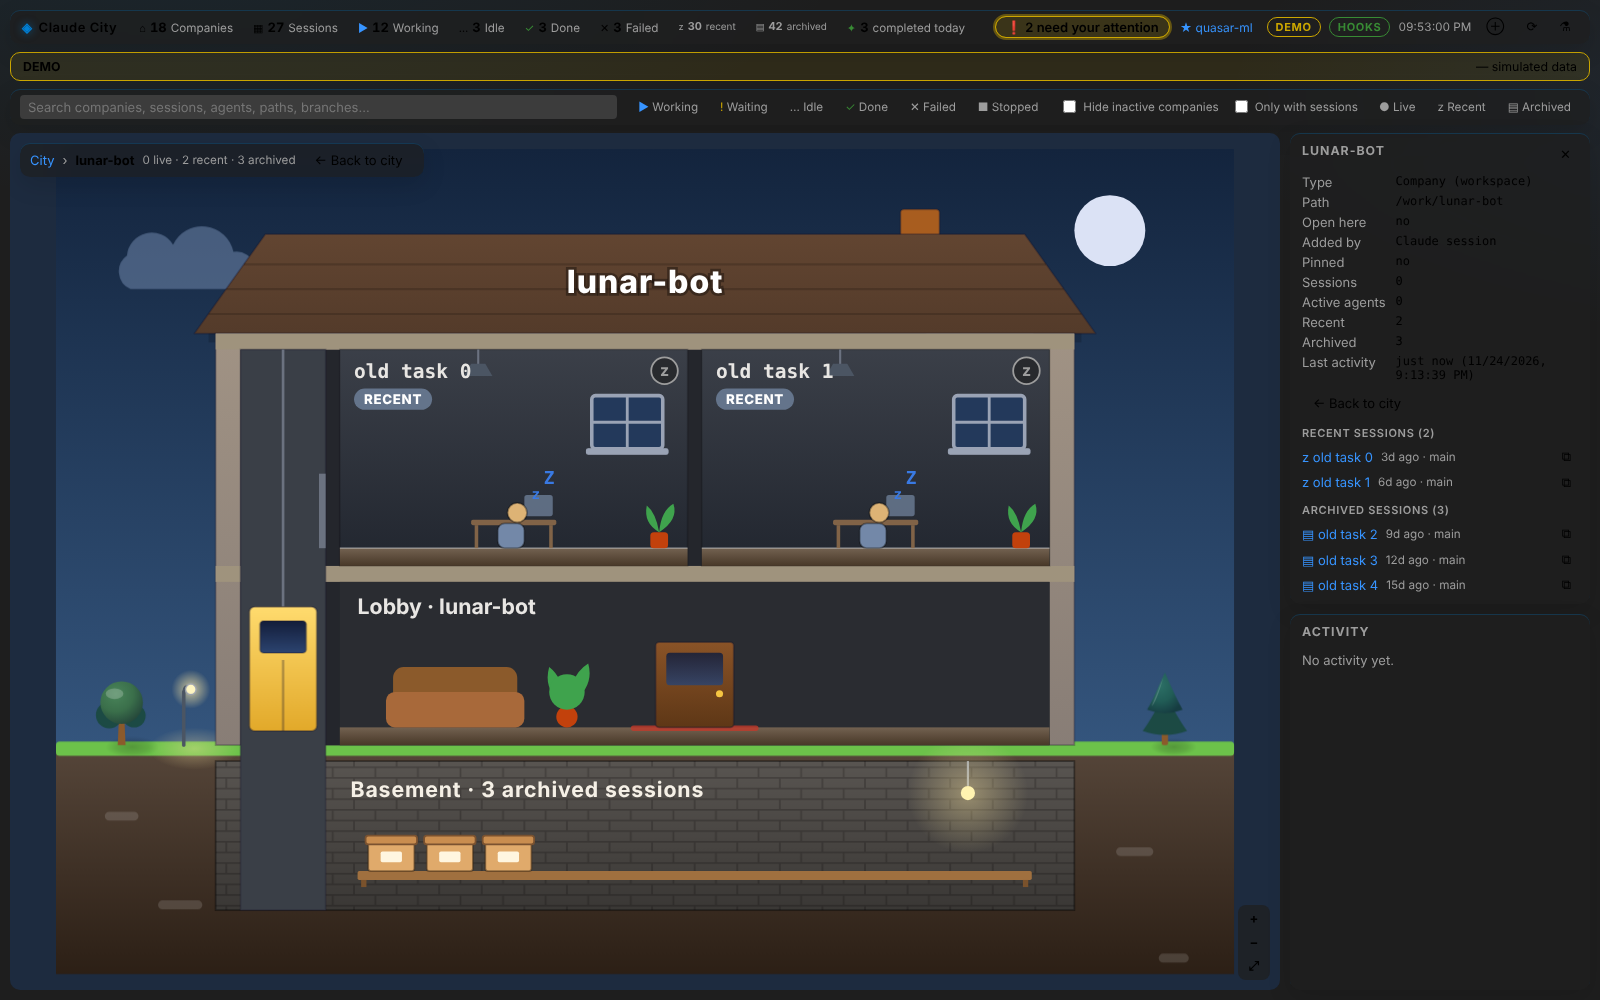 Claude City 18 Companies 27 Sessions 12 Working ... 3 Idle ✓ 3 Done ✕ 3 Failed z 30 recent 42 archived 3 completed today ❗ 2 need your attention ★ quasar-ml DEMO HOOKS 09:53:00 PM
DEMO — simulated data
Search companies, sessions, agents, paths, branches... Working ! Waiting ... Idle ✓ Done ✕ Failed Stopped Hide inactive companies Only with sessions Live z Recent Archived
City › lunar-bot 0 live · 2 recent · 3 archived ← Back to city
lunar-bot
old task 0 z
RECENT
old task 1 z
RECENT
Z
z
Z
z
Lobby · lunar-bot
Basement · 3 archived sessions
+
−
LUNAR-BOT ✕
Type Company (workspace)
Path /work/lunar-bot
Open here no
Added by Claude session
Pinned no
Sessions 0
Active agents 0
Recent 2
Archived 3
Last activity just now (11/24/2026,
9:13:39 PM)
← Back to city
RECENT SESSIONS (2)
z old task 0 3d ago · main
z old task 1 6d ago · main
ARCHIVED SESSIONS (3)
old task 2 9d ago · main
old task 3 12d ago · main
old task 4 15d ago · main
ACTIVITY
No activity yet.